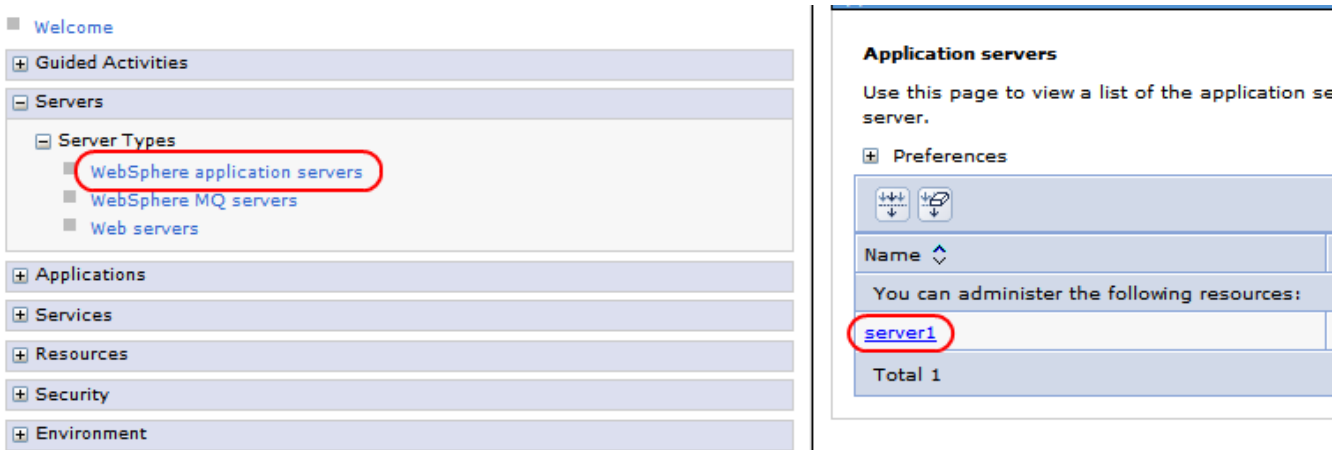 Welcome
Guided Activities
Servers
Server Types
WebSphere application servers
WebSphere MQ servers
Web servers
Applications
Services
Resources
Security
Environment
Application servers
Use this page to view a list of the application se
server.
Preferences
Name
You can administer the following resources:
server1
Total 1